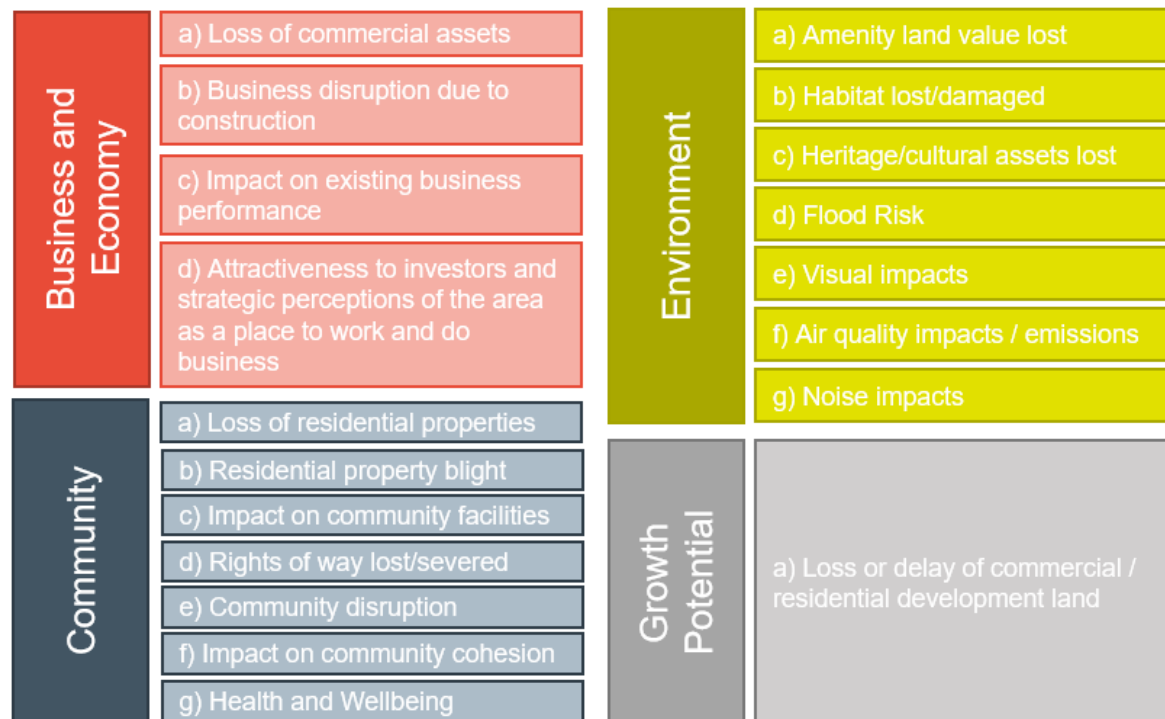 Business and
Economy
a) Loss of commercial assets
b) Business disruption due to
construction
c) Impact on existing business
performance
d) Attractiveness to investors and
strategic perceptions of the area
as a place to work and do
business
Community
a) Loss of residential properties
b) Residential property blight
c) Impact on community facilities
d) Rights of way lost/severed
e) Community disruption
f) Impact on community cohesion
g) Health and Wellbeing
Environment
a) Amenity land value lost
b) Habitat lost/damaged
c) Heritage/cultural assets lost
d) Flood Risk
e) Visual impacts
f) Air quality impacts / emissions
g) Noise impacts
Growth
Potential
a) Loss or delay of commercial /
residential development land